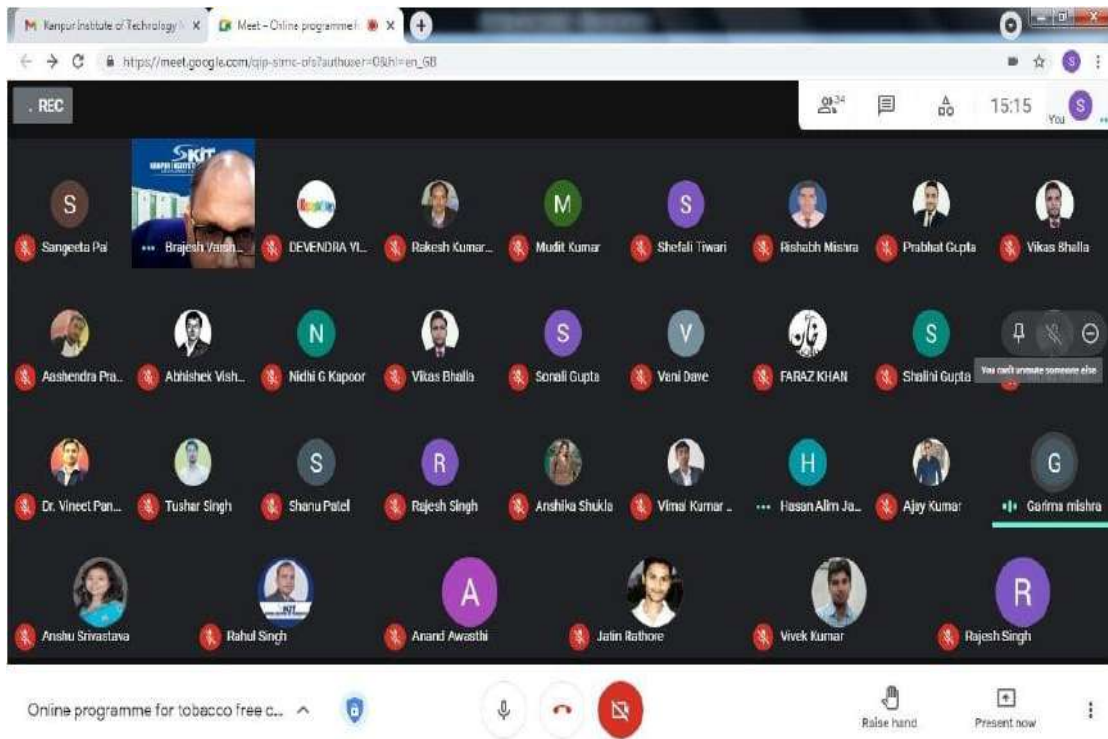 Kanpur Institute of Technology
Meet – Online programme f
https://meet.google.com/qip-stmc-ofs?authuser=0&hl=en_GB
S
. REC
34
15:15
You
S
SKIT
S
M
S
Sangeeta Pal
Brajesh Varsh...
DEVENDRA YI...
Rakesh Kumar...
Mudit Kumar
Shefali Tiwari
Rishabh Mishra
Prabhat Gupta
Vikas Bhalla
N
S
V
S
You can't unmute someone else
Aashendra Pra...
Abhishek Vish...
Nidhi G Kapoor
Vikas Bhalla
Sonali Gupta
Vani Dave
FARAZ KHAN
Shalini Gupta
S
R
H
G
Dr. Vineet Pan...
Tushar Singh
Shanu Patel
Rajesh Singh
Anshika Shukla
Vimal Kumar ...
Hasan Alim Ja...
Ajay Kumar
Garima mishra
A
R
SKIT
Anshu Srivastava
Rahul Singh
Anand Awasthi
Jatin Rathore
Vivek Kumar
Rajesh Singh
Online programme for tobacco free c...
Raise hand
Present now